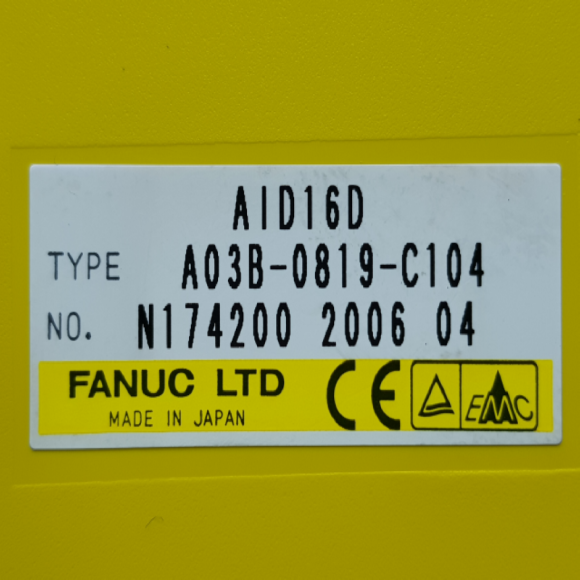 AID16D
TYPE A03B-0819-C104
NO. N174200 2006 04
FANUC LTD
MADE IN JAPAN
CE
EMC